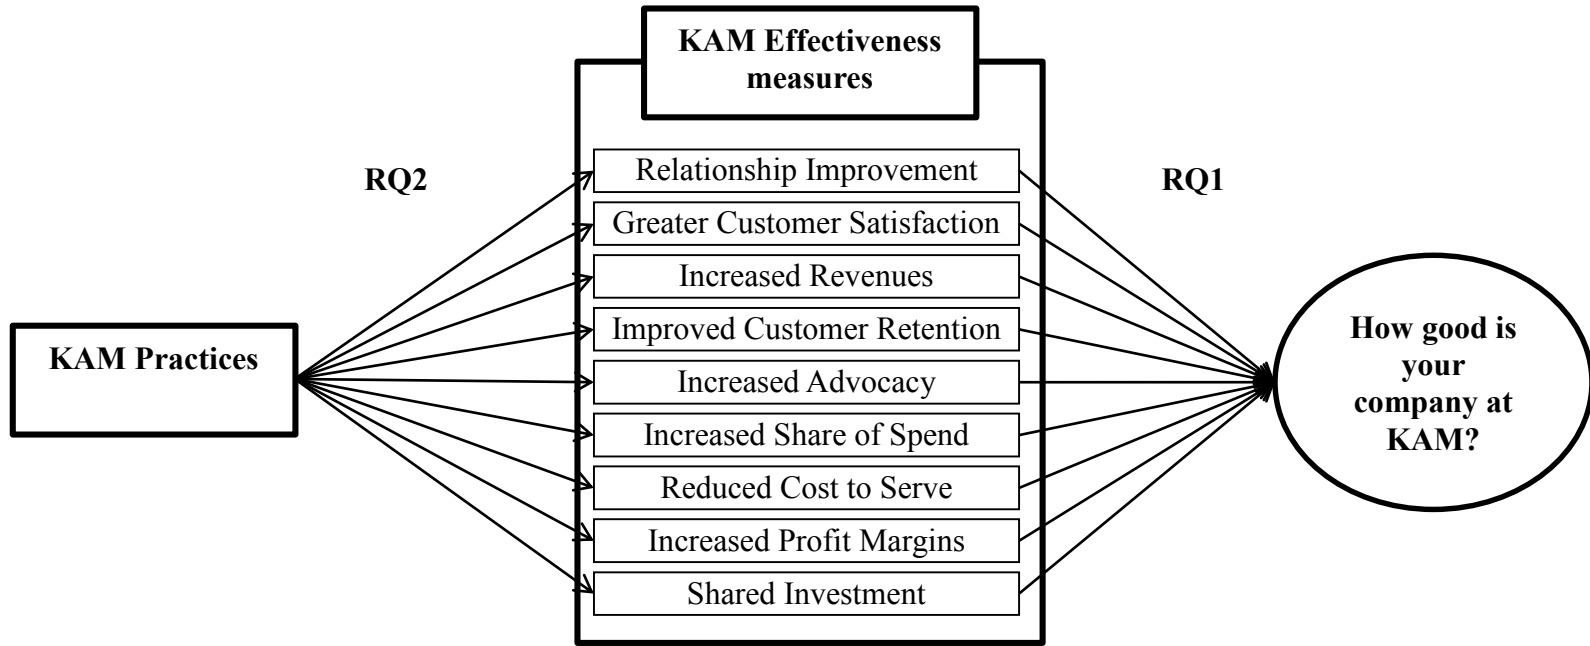 KAM Effectiveness
measures
RQ2
RQ1
Relationship Improvement
Greater Customer Satisfaction
Increased Revenues
Improved Customer Retention
Increased Advocacy
Increased Share of Spend
Reduced Cost to Serve
Increased Profit Margins
Shared Investment
KAM Practices
How good is
your
company at
KAM?